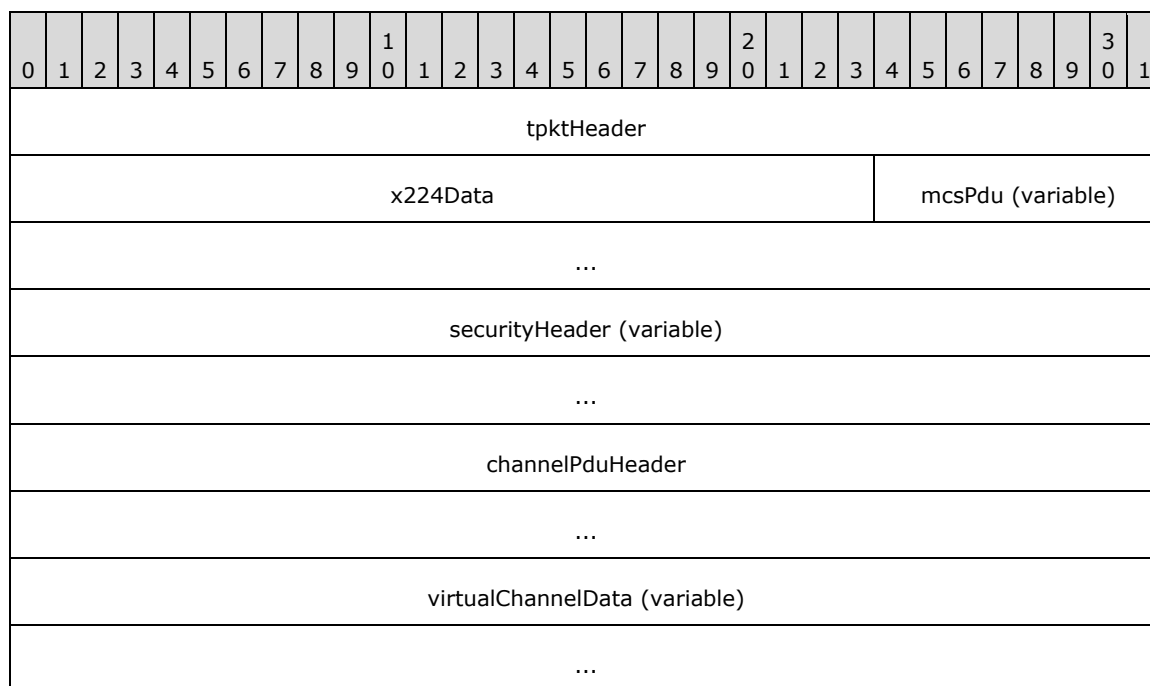 1 2 3
0 1 2 3 4 5 6 7 8 9 0 1 2 3 4 5 6 7 8 9 0 1 2 3 4 5 6 7 8 9 0 1
tpktHeader
x224Data mcsPdu (variable)
...
securityHeader (variable)
...
channelPduHeader
...
virtualChannelData (variable)
...